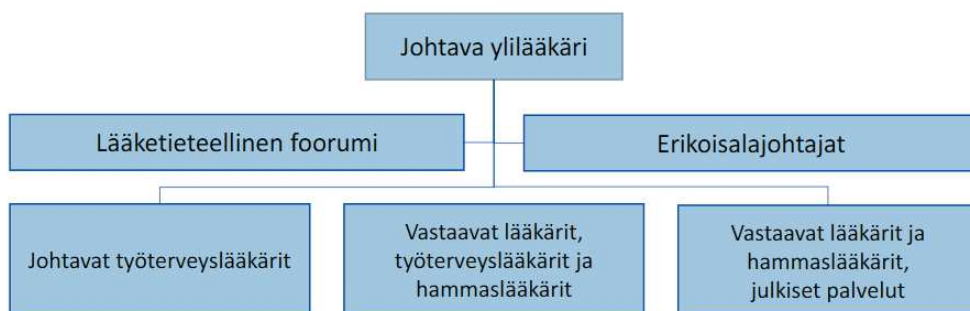 Johtava ylilääkäri
Lääketieteellinen foorumi
Erikoisalajohtajat
Johtavat työterveyslääkärit
Vastaavat lääkärit,
työterveyslääkärit ja
hammaslääkärit
Vastaavat lääkärit ja
hammaslääkärit,
julkiset palvelut